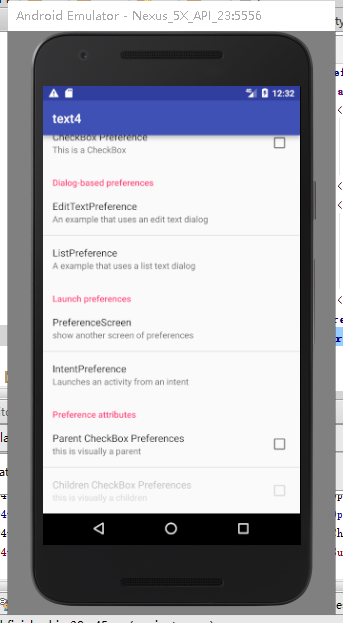 Android Emulator - Nexus_5X_API_23:5556
12:32
text4
CheckBox Preference
This is a CheckBox
Dialog-based preferences
EditTextPreference
An example that uses an edit text dialog
ListPreference
A example that uses a list text dialog
Launch preferences
PreferenceScreen
show another screen of preferences
IntentPreference
Launches an activity from an intent
Preference attributes
Parent CheckBox Preferences
this is visually a parent
Children CheckBox Preferences
this is visually a children